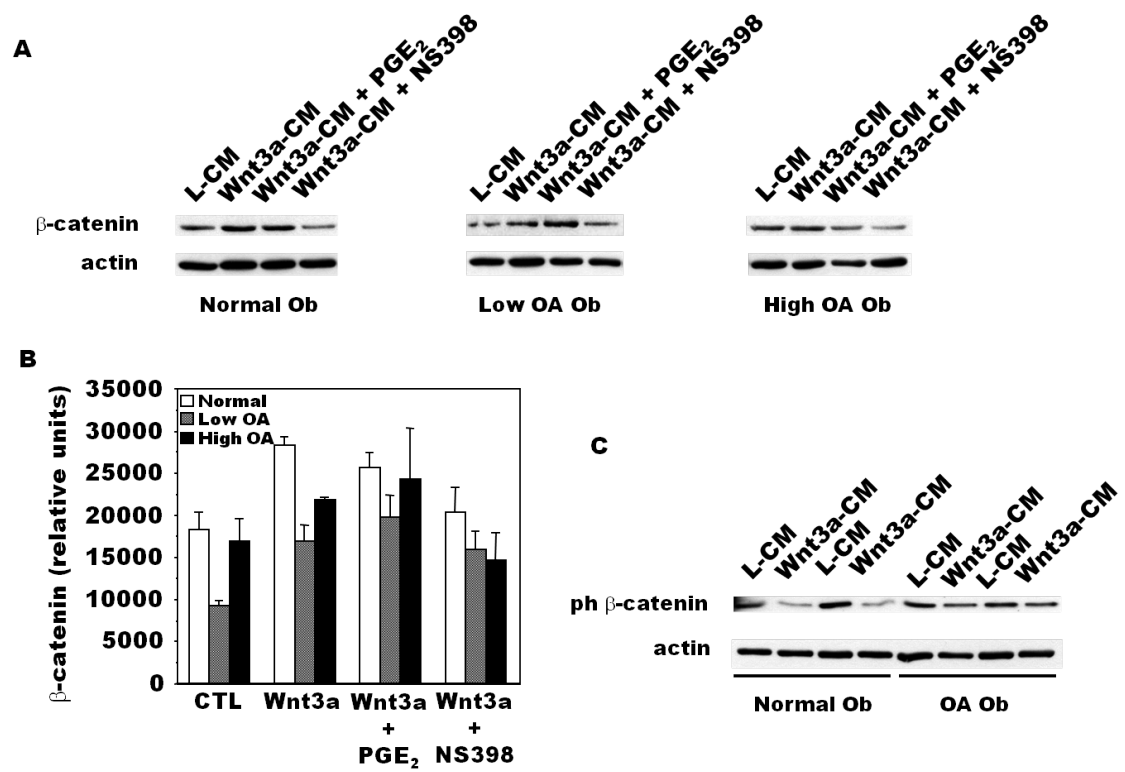 A
L-CM
Wnt3a-CM
Wnt3a-CM + PGE₂
Wnt3a-CM + NS398
L-CM
Wnt3a-CM
Wnt3a-CM + PGE₂
Wnt3a-CM + NS398
L-CM
Wnt3a-CM
Wnt3a-CM + PGE₂
Wnt3a-CM + NS398
β-catenin
actin
Normal Ob
Low OA Ob
High OA Ob
B
β-catenin (relative units)
35000
30000
25000
20000
15000
10000
5000
0
Normal
Low OA
High OA
CTL
Wnt3a
Wnt3a
+
PGE₂
Wnt3a
+
NS398
C
L-CM
Wnt3a-CM
L-CM
Wnt3a-CM
L-CM
Wnt3a-CM
L-CM
Wnt3a-CM
ph β-catenin
actin
Normal Ob
OA Ob